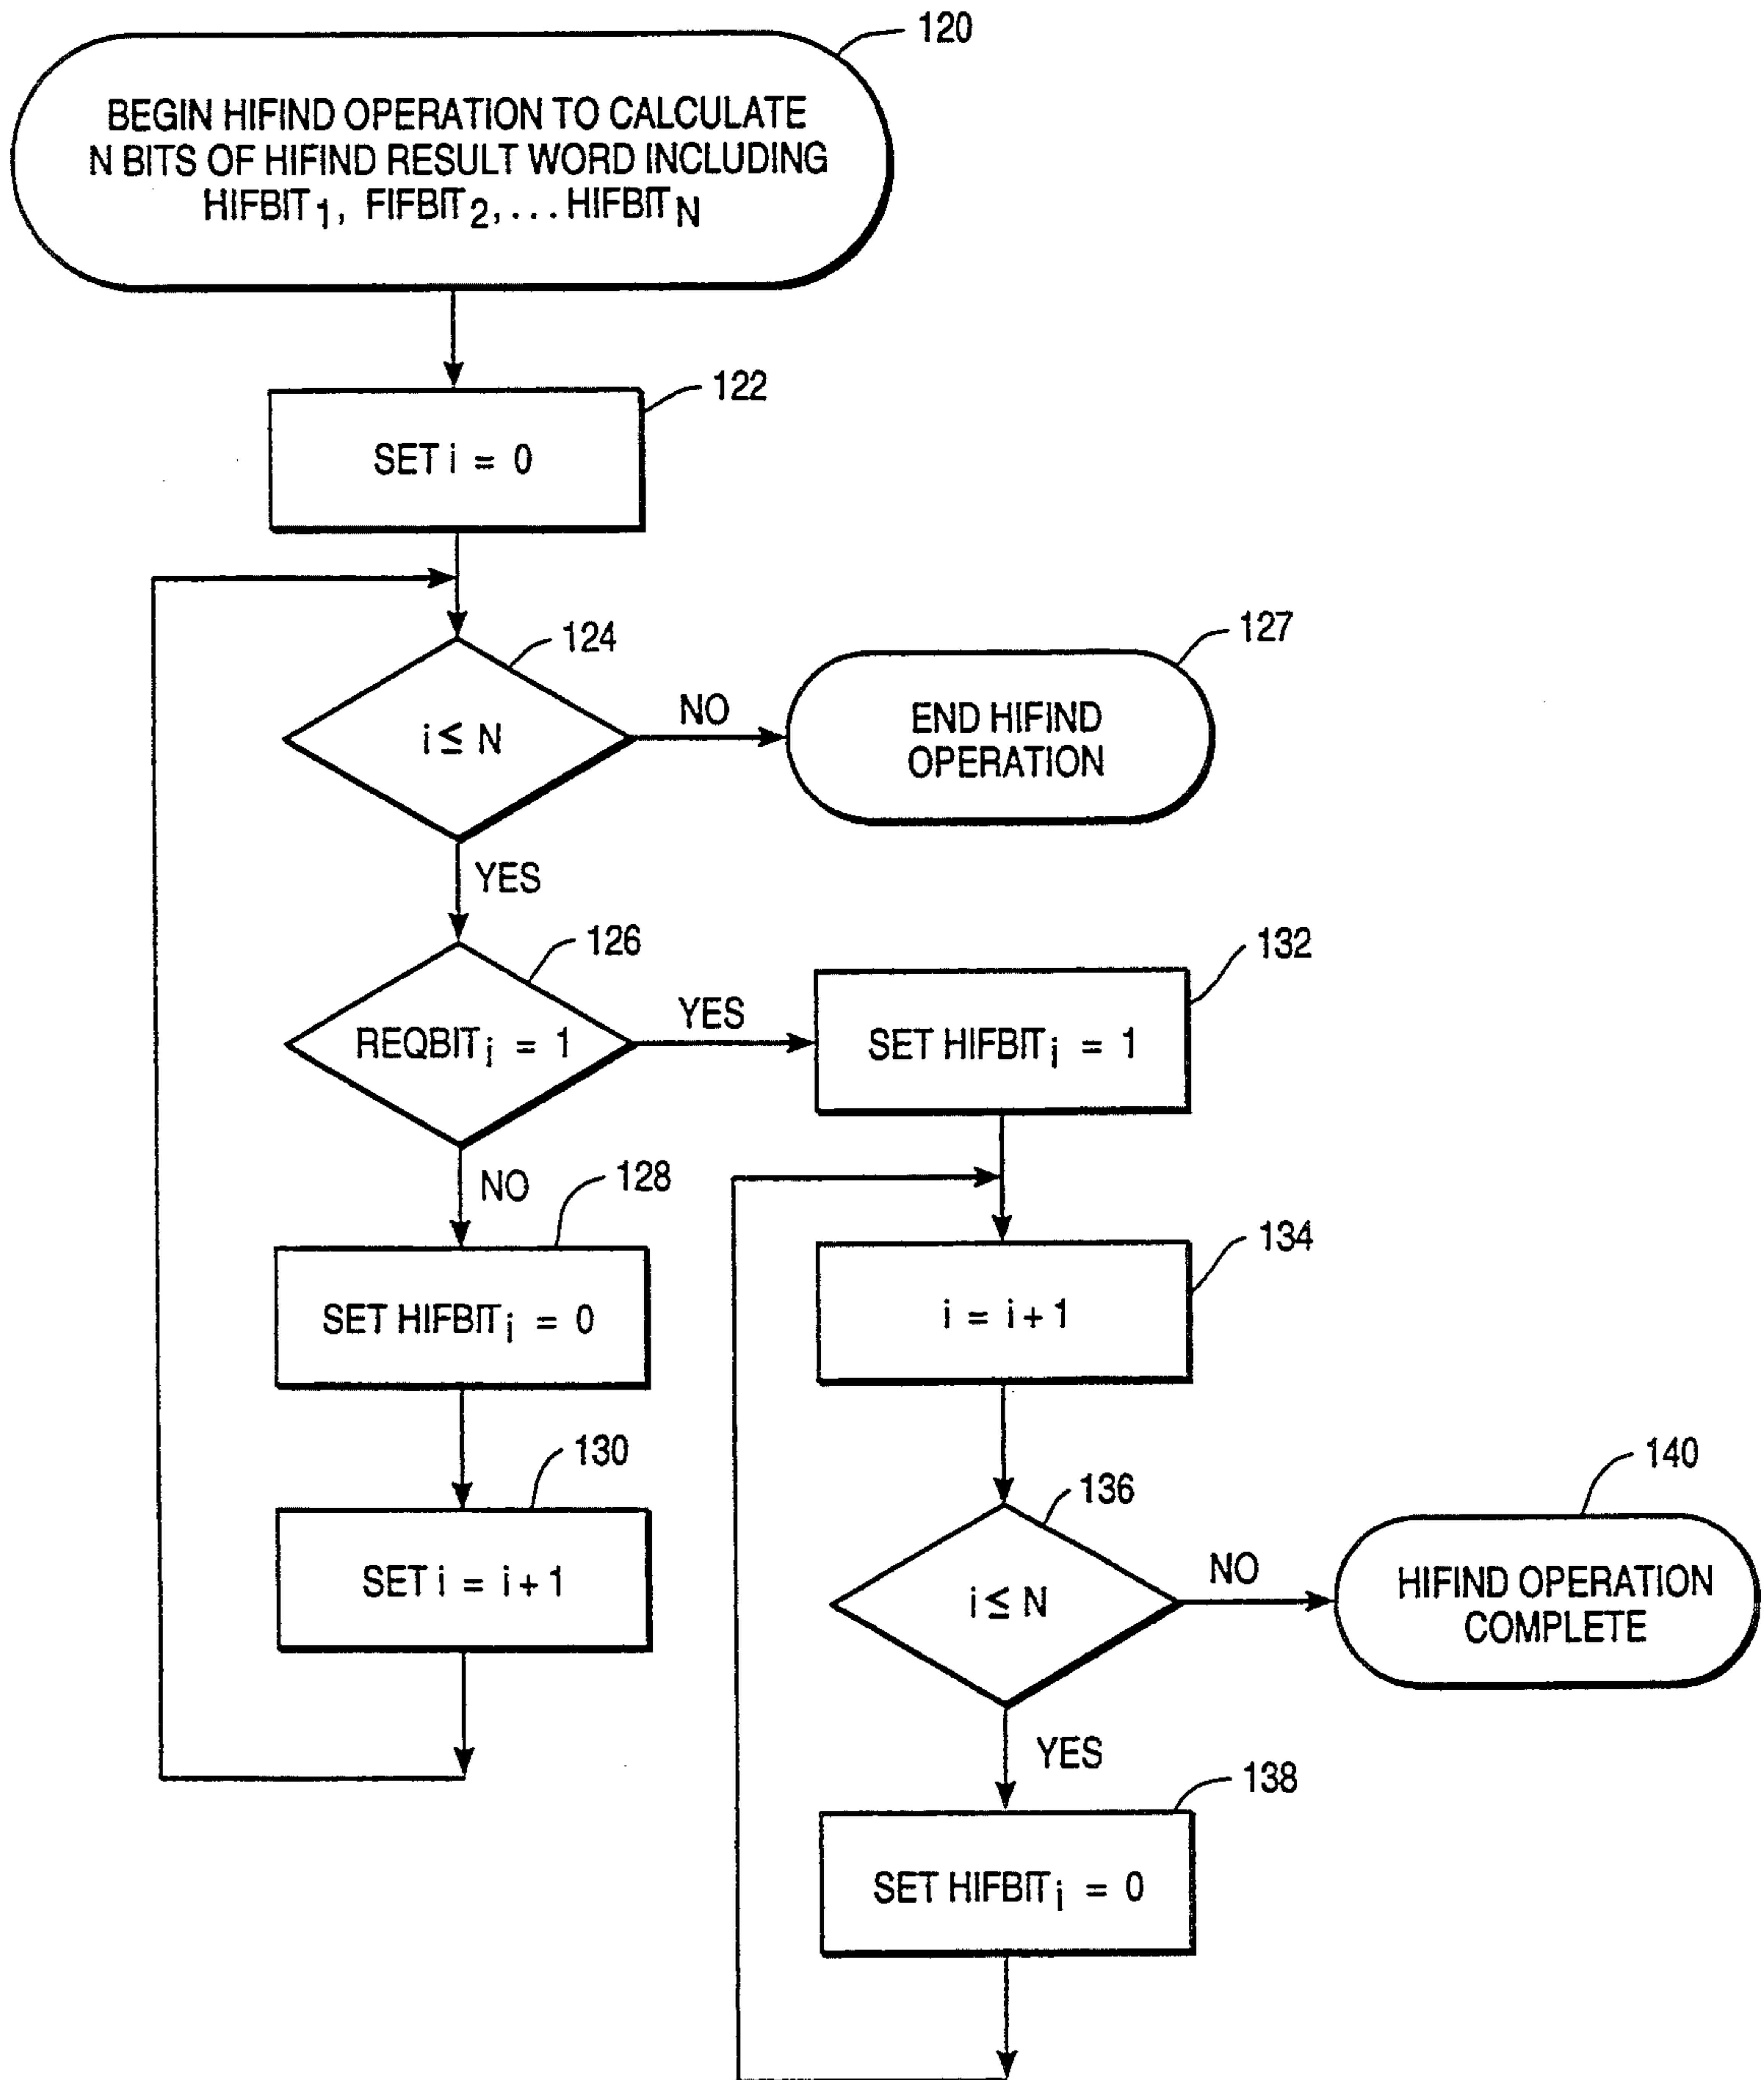 120
BEGIN HIFIND OPERATION TO CALCULATE
N BITS OF HIFIND RESULT WORD INCLUDING
HIFBIT1, FIFBIT2, ... HIFBITN
122
SET i = 0
124
i ≤ N
NO
127
END HIFIND
OPERATION
YES
126
REQBITi = 1
YES
132
SET HIFBITi = 1
NO
128
SET HIFBITi = 0
134
i = i + 1
130
SET i = i + 1
136
i ≤ N
NO
140
HIFIND OPERATION
COMPLETE
YES
138
SET HIFBITi = 0